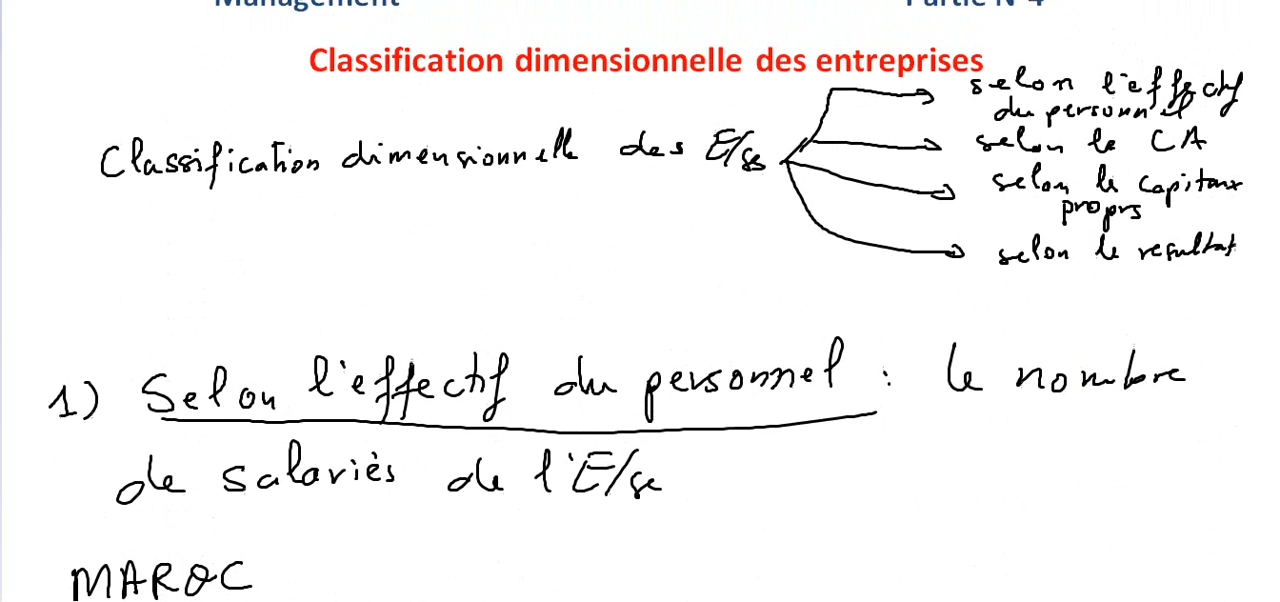 Management Partie N°4
Classification dimensionnelle des entreprises
Classification dimensionnelle des E/ses
selon l'effectif
du personnel
selon le CA
selon les capitaux
propres
selon le resultat
1) Selon l'effectif du personnel : le nombre
de salariés de l'E/se
MAROC